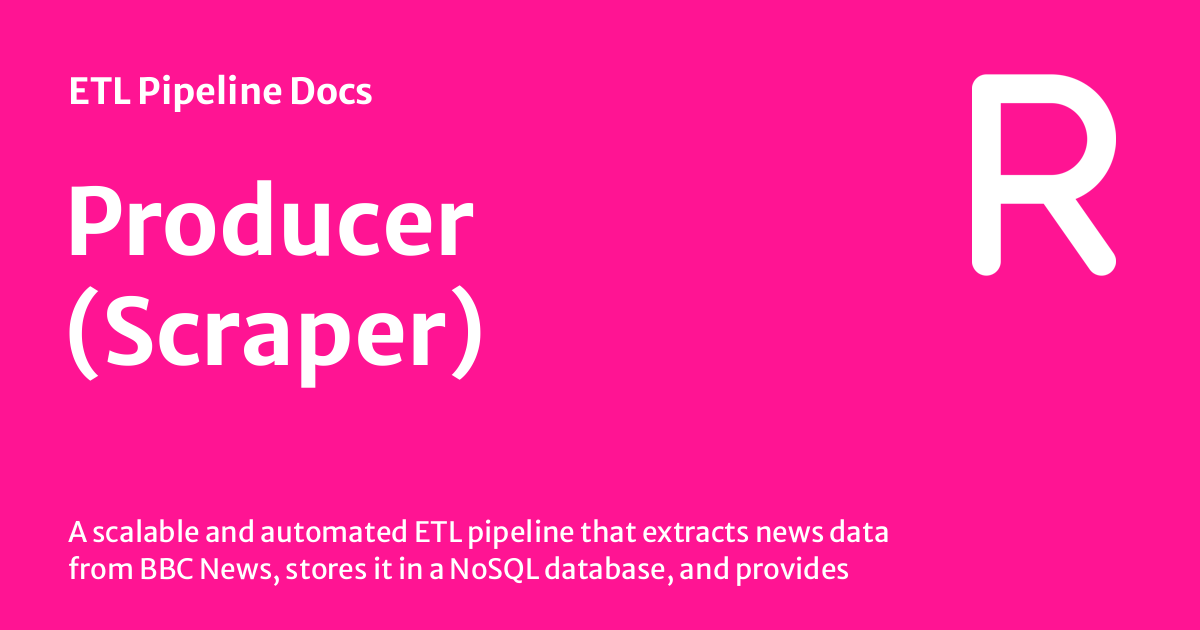 ETL Pipeline Docs
R
Producer
(Scraper)
A scalable and automated ETL pipeline that extracts news data
from BBC News, stores it in a NoSQL database, and provides